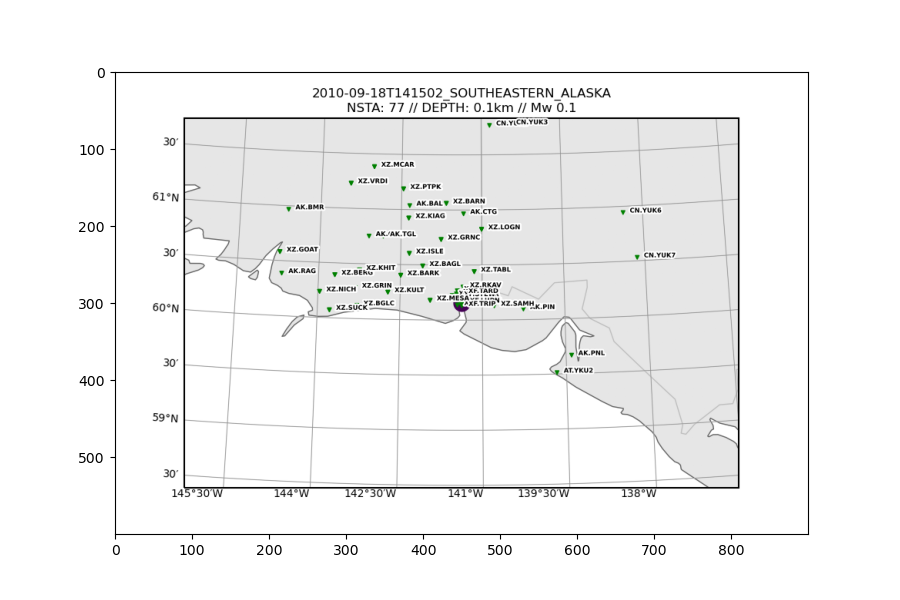 2010-09-18T141502_SOUTHEASTERN_ALASKA
NSTA: 77 // DEPTH: 0.1km // Mw 0.1
0
CN.YUK3
30′
100
XZ.MCAR
XZ.VRDI
XZ.PTPK
61°N
AK.BAL
XZ.BARN
AK.BMR
AK.CTG
CN.YUK6
XZ.KIAG
200
XZ.LOGN
AK.TGL
XZ.GRNC
30′
XZ.GOAT
XZ.ISLE
CN.YUK7
XZ.BAGL
AK.RAG
XZ.KHIT
XZ.BERG
XZ.BARK
XZ.TABL
XZ.GRIN
XZ.RKAV
XZ.NICH
XZ.KULT
XZ.MESA
300
60°N
XZ.SUCK
XZ.BGLC
XF.TRIP
XZ.SAMH
AK.PIN
30′
AK.PNL
AT.YKU2
400
59°N
500
30′
145°30′W
144°W
142°30′W
141°W
139°30′W
138°W
0
100
200
300
400
500
600
700
800